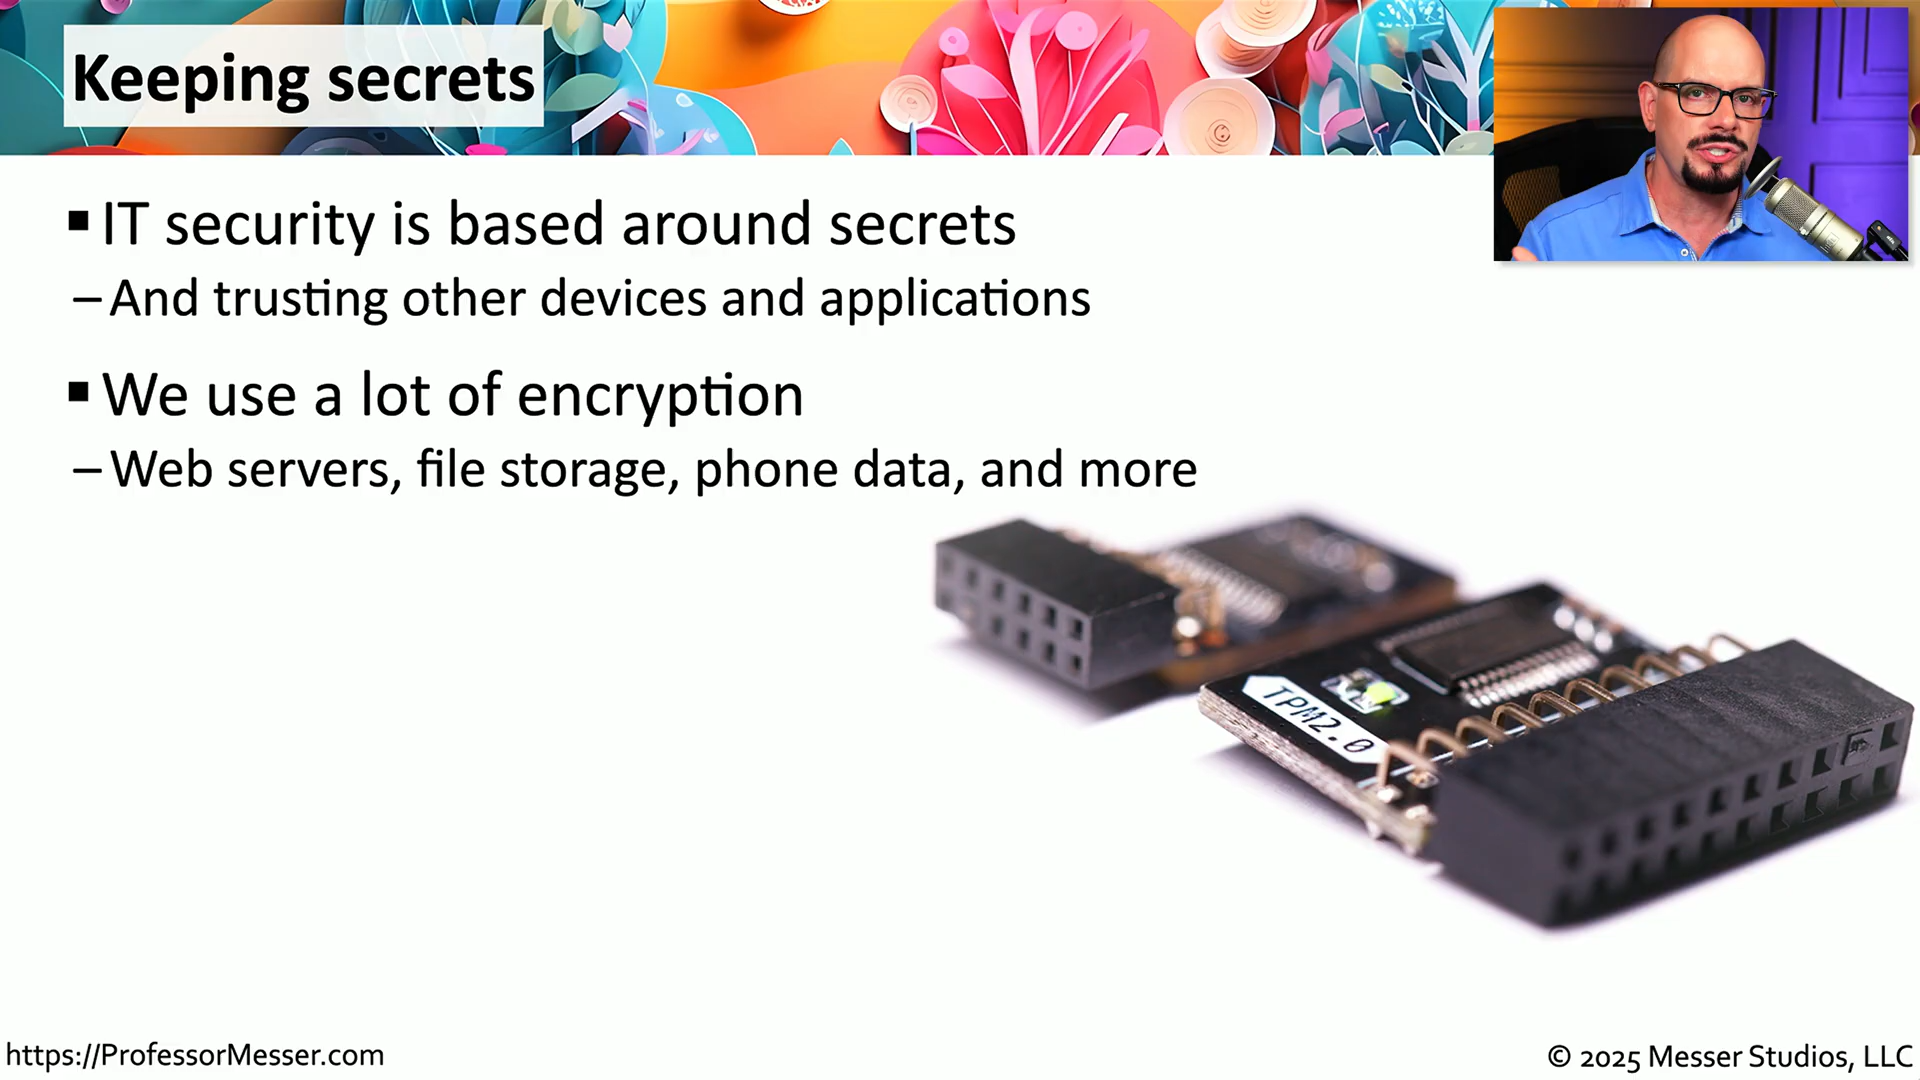 Keeping secrets
▪ IT security is based around secrets
– And trusting other devices and applications
▪ We use a lot of encryption
– Web servers, file storage, phone data, and more
TPM2.0
https://ProfessorMesser.com
© 2025 Messer Studios, LLC